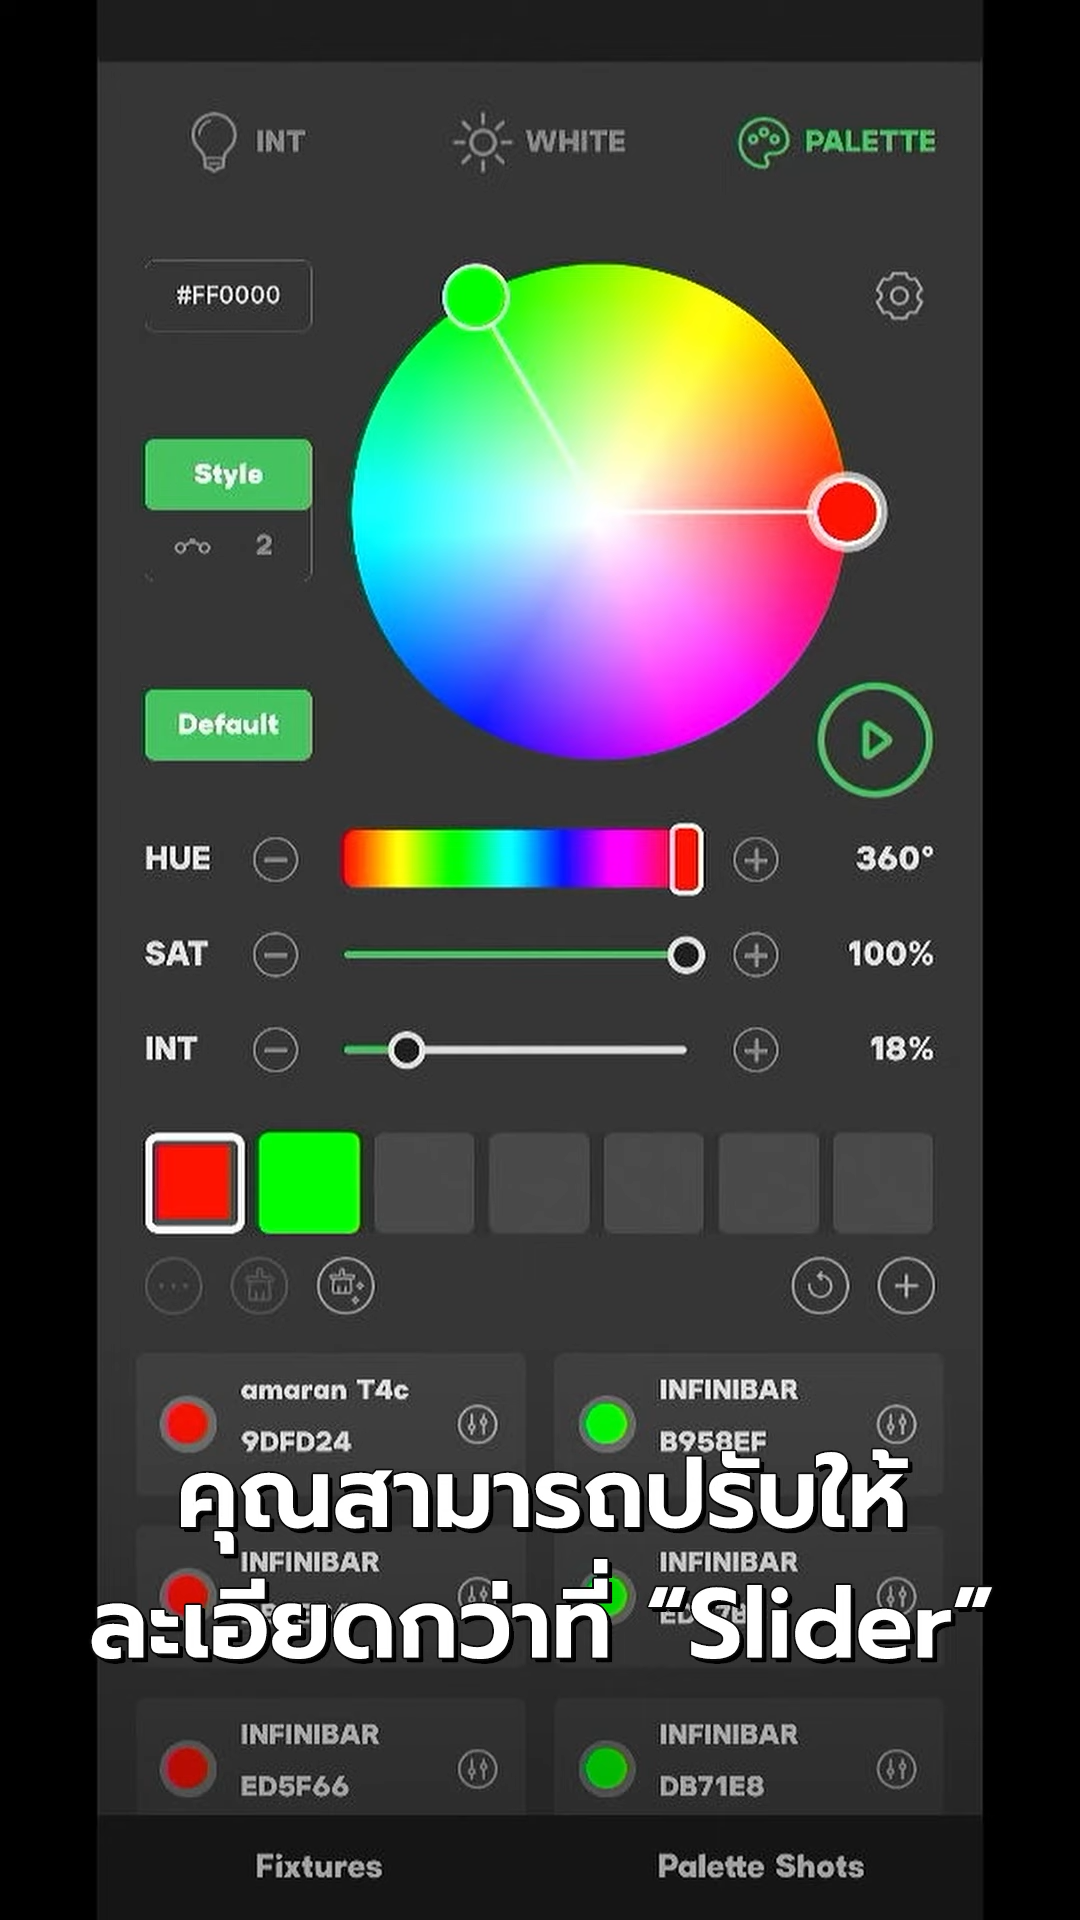 INT
WHITE
PALETTE
#FF0000
Style
2
Default
HUE
360°
SAT
100%
INT
18%
amaran T4c
9DFD24
INFINIBAR
B958EF
คุณสามารถปรับให้
INFINIBAR
INFINIBAR
ละเอียดกว่าที่ “Slider”
INFINIBAR
ED5F66
INFINIBAR
DB71E8
Fixtures
Palette Shots